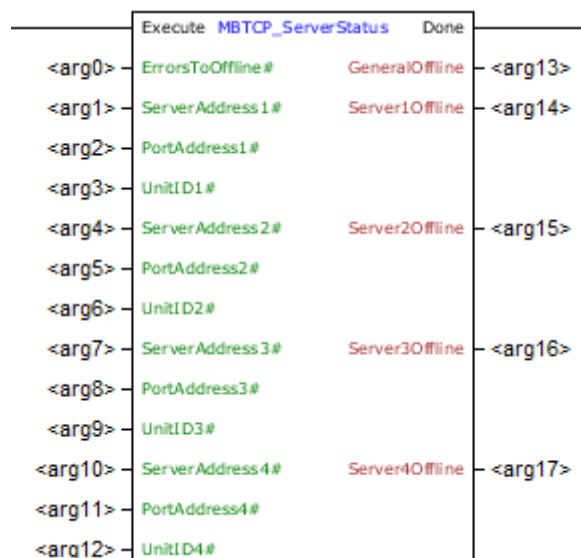 Execute MBTCP_ServerStatus Done
<arg0> ErrorsToOffline# GeneralOffline <arg13>
<arg1> ServerAddress1# Server1Offline <arg14>
<arg2> PortAddress1#
<arg3> UnitID1#
<arg4> ServerAddress2# Server2Offline <arg15>
<arg5> PortAddress2#
<arg6> UnitID2#
<arg7> ServerAddress3# Server3Offline <arg16>
<arg8> PortAddress3#
<arg9> UnitID3#
<arg10> ServerAddress4# Server4Offline <arg17>
<arg11> PortAddress4#
<arg12> UnitID4#